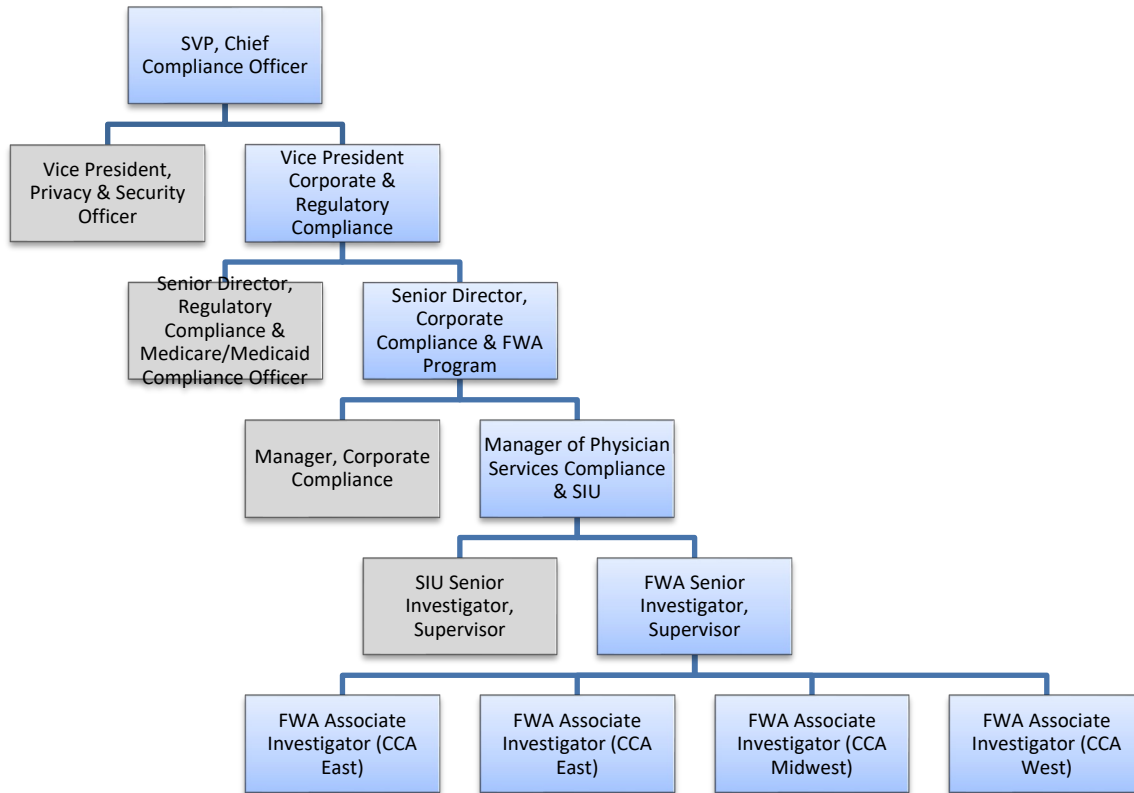 SVP, Chief
Compliance Officer
Vice President,
Privacy & Security
Officer
Vice President
Corporate &
Regulatory
Compliance
Senior Director,
Regulatory
Compliance &
Medicare/Medicaid
Compliance Officer
Senior Director,
Corporate
Compliance & FWA
Program
Manager, Corporate
Compliance
Manager of Physician
Services Compliance
& SIU
SIU Senior
Investigator,
Supervisor
FWA Senior
Investigator,
Supervisor
FWA Associate
Investigator (CCA
East)
FWA Associate
Investigator (CCA
East)
FWA Associate
Investigator (CCA
Midwest)
FWA Associate
Investigator (CCA
West)